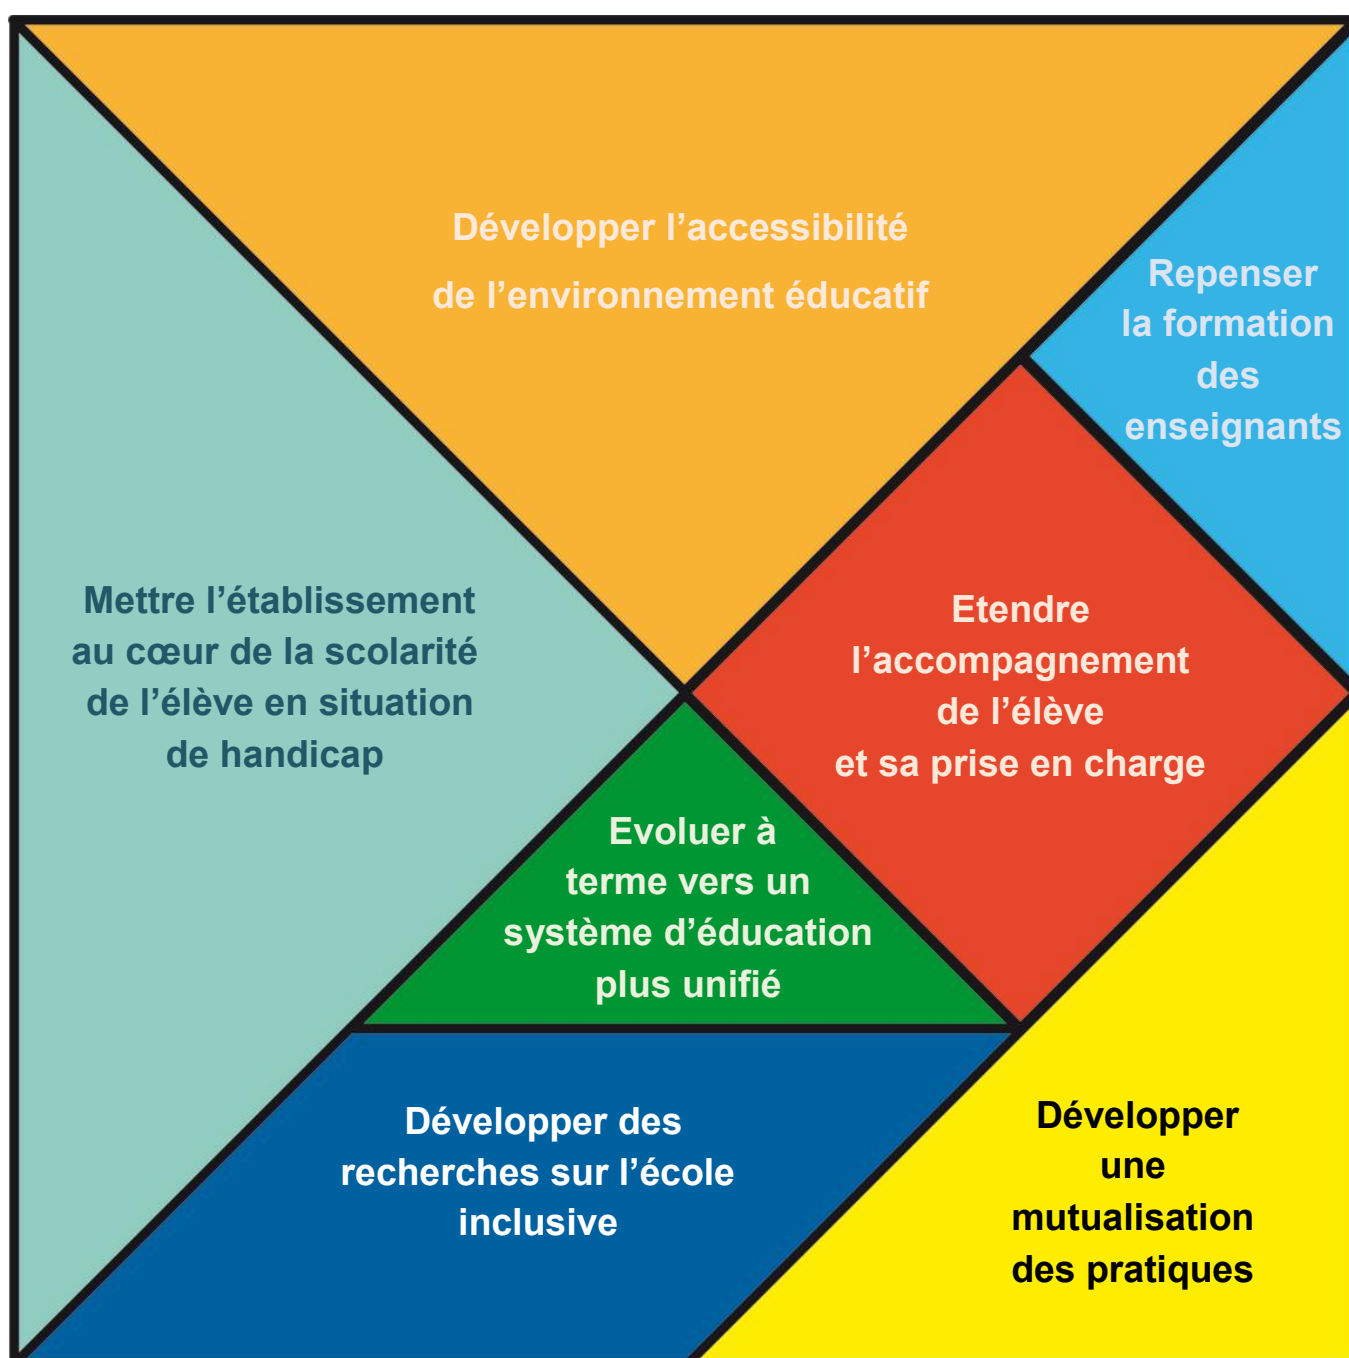 Développer l’accessibilité
de l’environnement éducatif
Repenser
la formation
des
enseignants
Mettre l’établissement
au cœur de la scolarité
de l’élève en situation
de handicap
Etendre
l’accompagnement
de l’élève
et sa prise en charge
Evoluer à
terme vers un
système d’éducation
plus unifié
Développer des
recherches sur l’école
inclusive
Développer
une
mutualisation
des pratiques